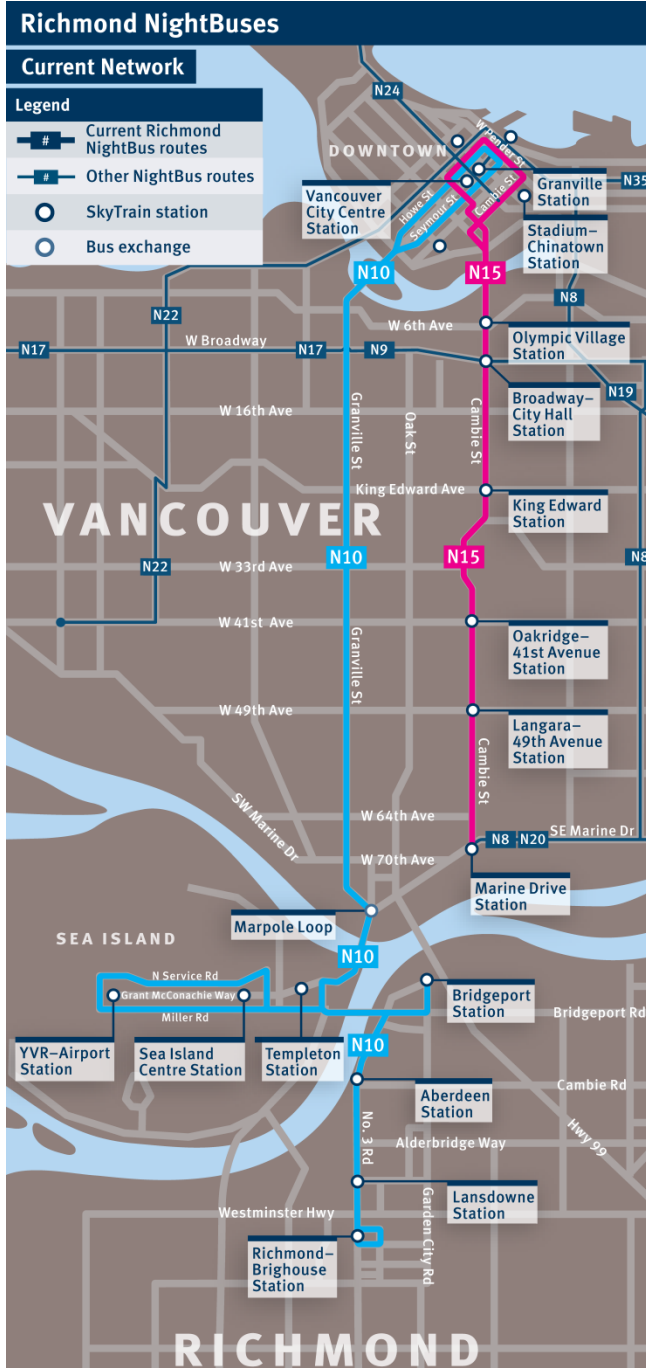 Richmond NightBuses
Current Network
Legend
#
Current Richmond
NightBus routes
#
Other NightBus routes
SkyTrain station
Bus exchange
N24
W Pender St
DOWNTOWN
N35
Vancouver
City Centre
Station
Howe St
Seymour St
Cambie St
Granville
Station
Stadium–
Chinatown
Station
N10
N15
N8
N22
W 6th Ave
Olympic Village
Station
N17
W Broadway
N17
N9
N19
Broadway–
City Hall
Station
W 16th Ave
Granville St
Oak St
Cambie St
King Edward Ave
King Edward
Station
VANCOUVER
N22
W 33rd Ave
N10
N15
N8
W 41st Ave
Oakridge–
41st Avenue
Station
Granville St
W 49th Ave
Langara–
49th Avenue
Station
Cambie St
SW Marine Dr
W 64th Ave
N8
N20
SE Marine Dr
W 70th Ave
Marine Drive
Station
Marpole Loop
SEA ISLAND
N10
N Service Rd
Grant McConachie Way
Miller Rd
Bridgeport
Station
Bridgeport Rd
YVR–Airport
Station
Sea Island
Centre Station
Templeton
Station
N10
Aberdeen
Station
Cambie Rd
No. 3 Rd
Alderbridge Way
Hwy 99
Lansdowne
Station
Westminster Hwy
Garden City Rd
Richmond–
Brighouse
Station
RICHMOND